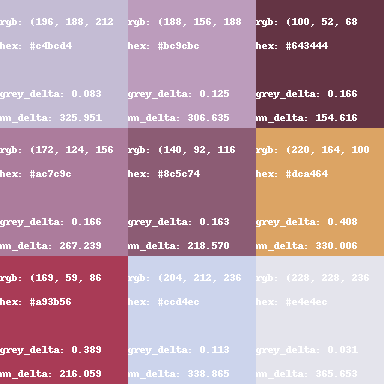 rgb: (196, 188, 212
hex: #c4bcd4
grey_delta: 0.083
nm_delta: 325.951
rgb: (188, 156, 188
hex: #bc9cbc
grey_delta: 0.125
nm_delta: 306.635
rgb: (100, 52, 68
hex: #643444
grey_delta: 0.166
nm_delta: 154.616
rgb: (172, 124, 156
hex: #ac7c9c
grey_delta: 0.166
nm_delta: 267.239
rgb: (140, 92, 116
hex: #8c5c74
grey_delta: 0.163
nm_delta: 218.570
rgb: (220, 164, 100
hex: #dca464
grey_delta: 0.408
nm_delta: 330.006
rgb: (169, 59, 86
hex: #a93b56
grey_delta: 0.389
nm_delta: 216.059
rgb: (204, 212, 236
hex: #ccd4ec
grey_delta: 0.113
nm_delta: 338.865
rgb: (228, 228, 236
hex: #e4e4ec
grey_delta: 0.031
nm_delta: 365.653